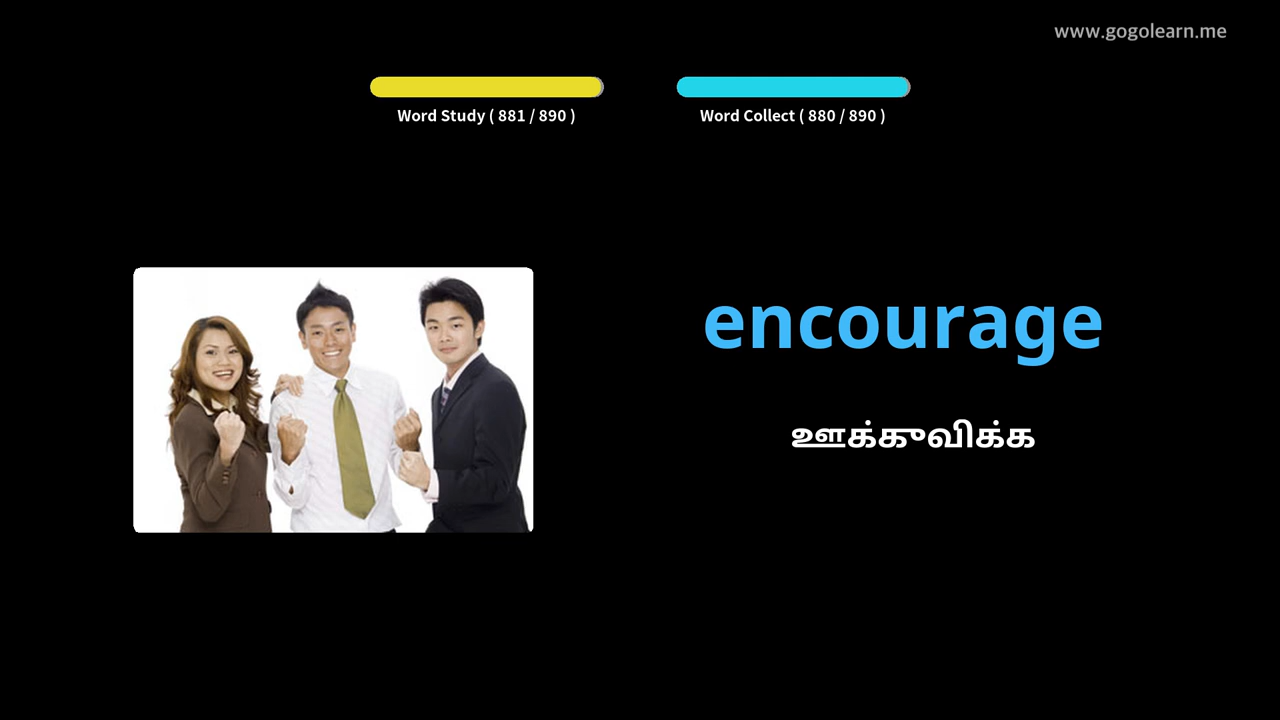 www.gogolearn.me
Word Study ( 881 / 890 )
Word Collect ( 880 / 890 )
encourage
ஊக்குவிக்க